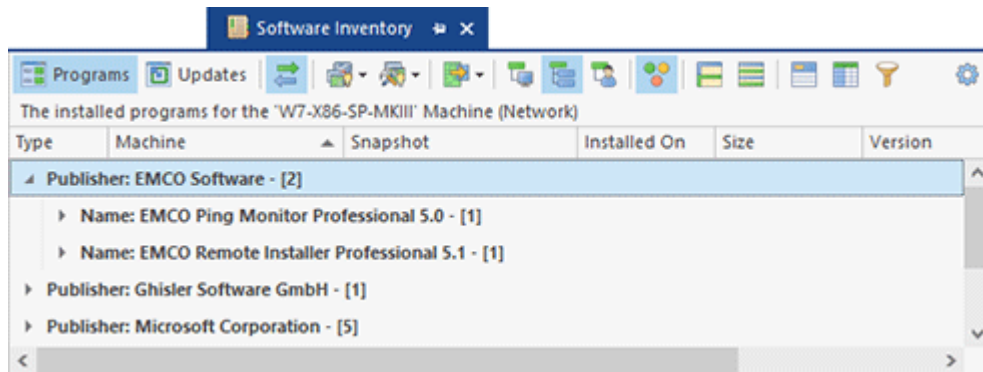 Software Inventory
Programs Updates
The installed programs for the 'W7-X86-SP-MKIII' Machine (Network)
Type Machine Snapshot Installed On Size Version
Publisher: EMCO Software - [2]
Name: EMCO Ping Monitor Professional 5.0 - [1]
Name: EMCO Remote Installer Professional 5.1 - [1]
Publisher: Ghisler Software GmbH - [1]
Publisher: Microsoft Corporation - [5]